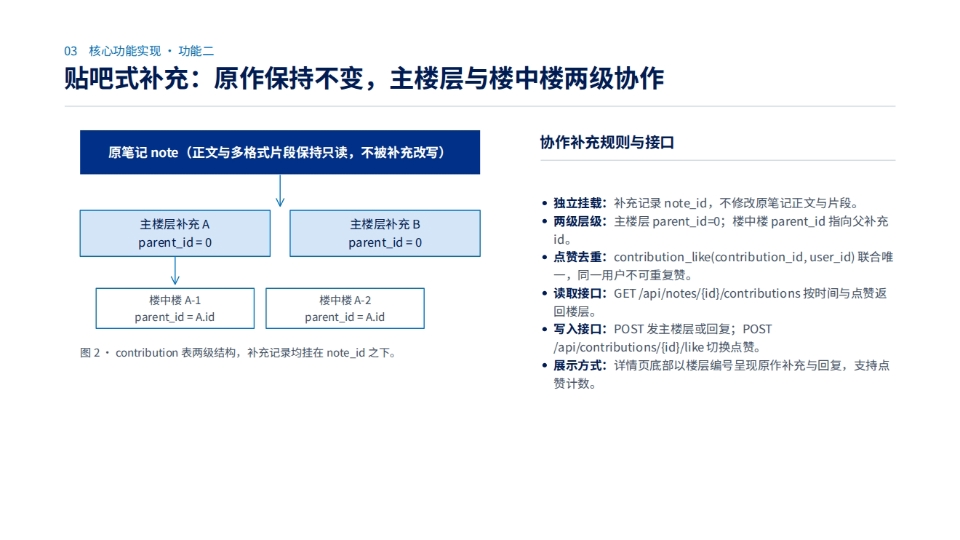 03 核心功能实现 · 功能二
贴吧式补充：原作保持不变，主楼层与楼中楼两级协作
原笔记 note（正文与多格式片段保持只读，不被补充改写）
主楼层补充 A
parent_id = 0
主楼层补充 B
parent_id = 0
楼中楼 A-1
parent_id = A.id
楼中楼 A-2
parent_id = A.id
图 2 · contribution 表两级结构，补充记录均挂在 note_id 之下。
协作补充规则与接口
• 独立挂载：补充记录 note_id，不修改原笔记正文与片段。
• 两级层级：主楼层 parent_id=0；楼中楼 parent_id 指向父补充
id。
• 点赞去重：contribution_like(contribution_id, user_id) 联合唯
一，同一用户不可重复赞。
• 读取接口：GET /api/notes/{id}/contributions 按时间与点赞返
回楼层。
• 写入接口：POST 发主楼层或回复；POST
/api/contributions/{id}/like 切换点赞。
• 展示方式：详情页底部以楼层编号呈现原作补充与回复，支持点
赞计数。